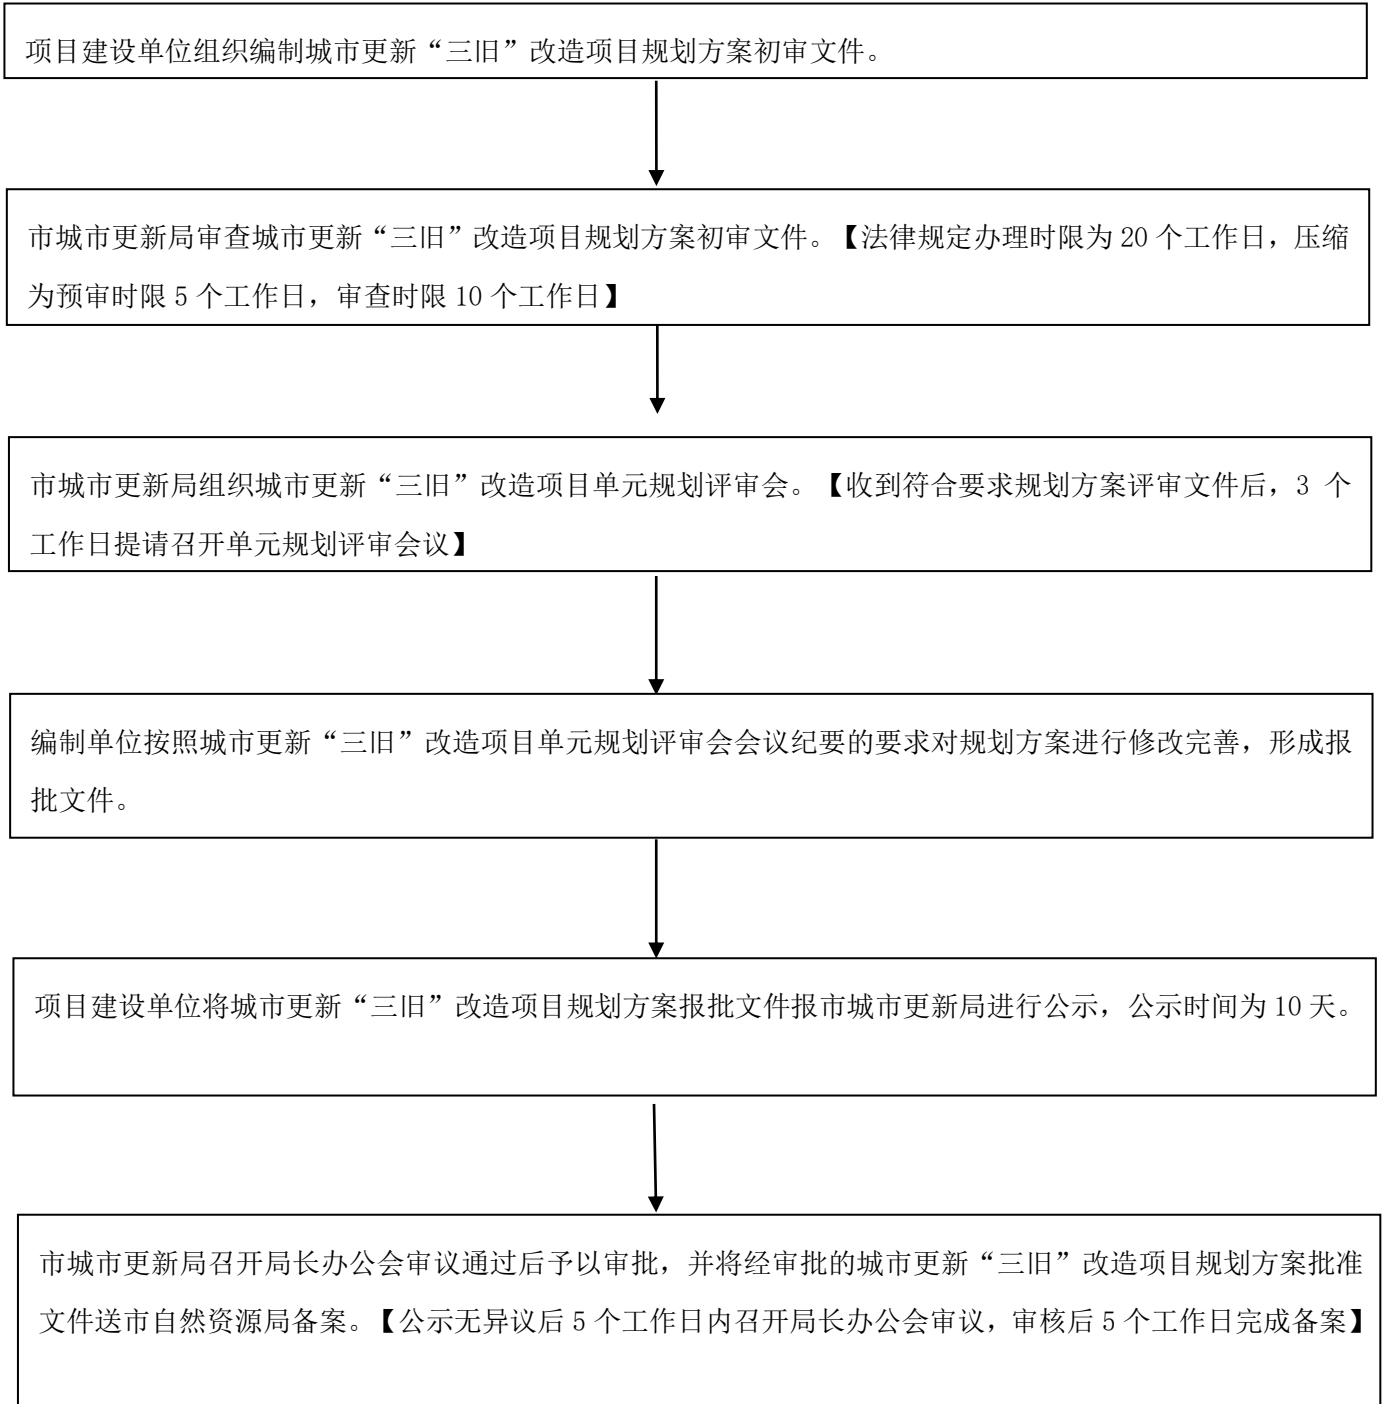 项目建设单位组织编制城市更新“三旧”改造项目规划方案初审文件。
市城市更新局审查城市更新“三旧”改造项目规划方案初审文件。【法律规定办理时限为 20 个工作日，压缩
为预审时限 5 个工作日，审查时限 10 个工作日】
市城市更新局组织城市更新“三旧”改造项目单元规划评审会。【收到符合要求规划方案评审文件后，3 个
工作日提请召开单元规划评审会议】
编制单位按照城市更新“三旧”改造项目单元规划评审会会议纪要的要求对规划方案进行修改完善，形成报
批文件。
项目建设单位将城市更新“三旧”改造项目规划方案报批文件报市城市更新局进行公示，公示时间为 10 天。
市城市更新局召开局长办公会审议通过后予以审批，并将经审批的城市更新“三旧”改造项目规划方案批准
文件送市自然资源局备案。【公示无异议后 5 个工作日内召开局长办公会审议，审核后 5 个工作日完成备案】